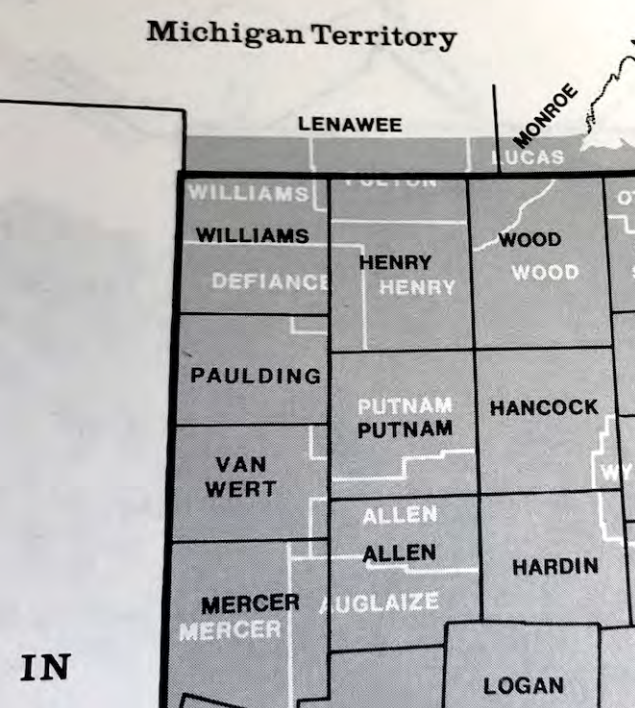 Michigan Territory
LENAWEE
MONROE
LUCAS
FULTON
WILLIAMS
WILLIAMS
WOOD
HENRY
WOOD
DEFIANCE
HENRY
PAULDING
PUTNAM
HANCOCK
PUTNAM
VAN
WERT
ALLEN
ALLEN
HARDIN
MERCER
AUGLAIZE
MERCER
IN
LOGAN